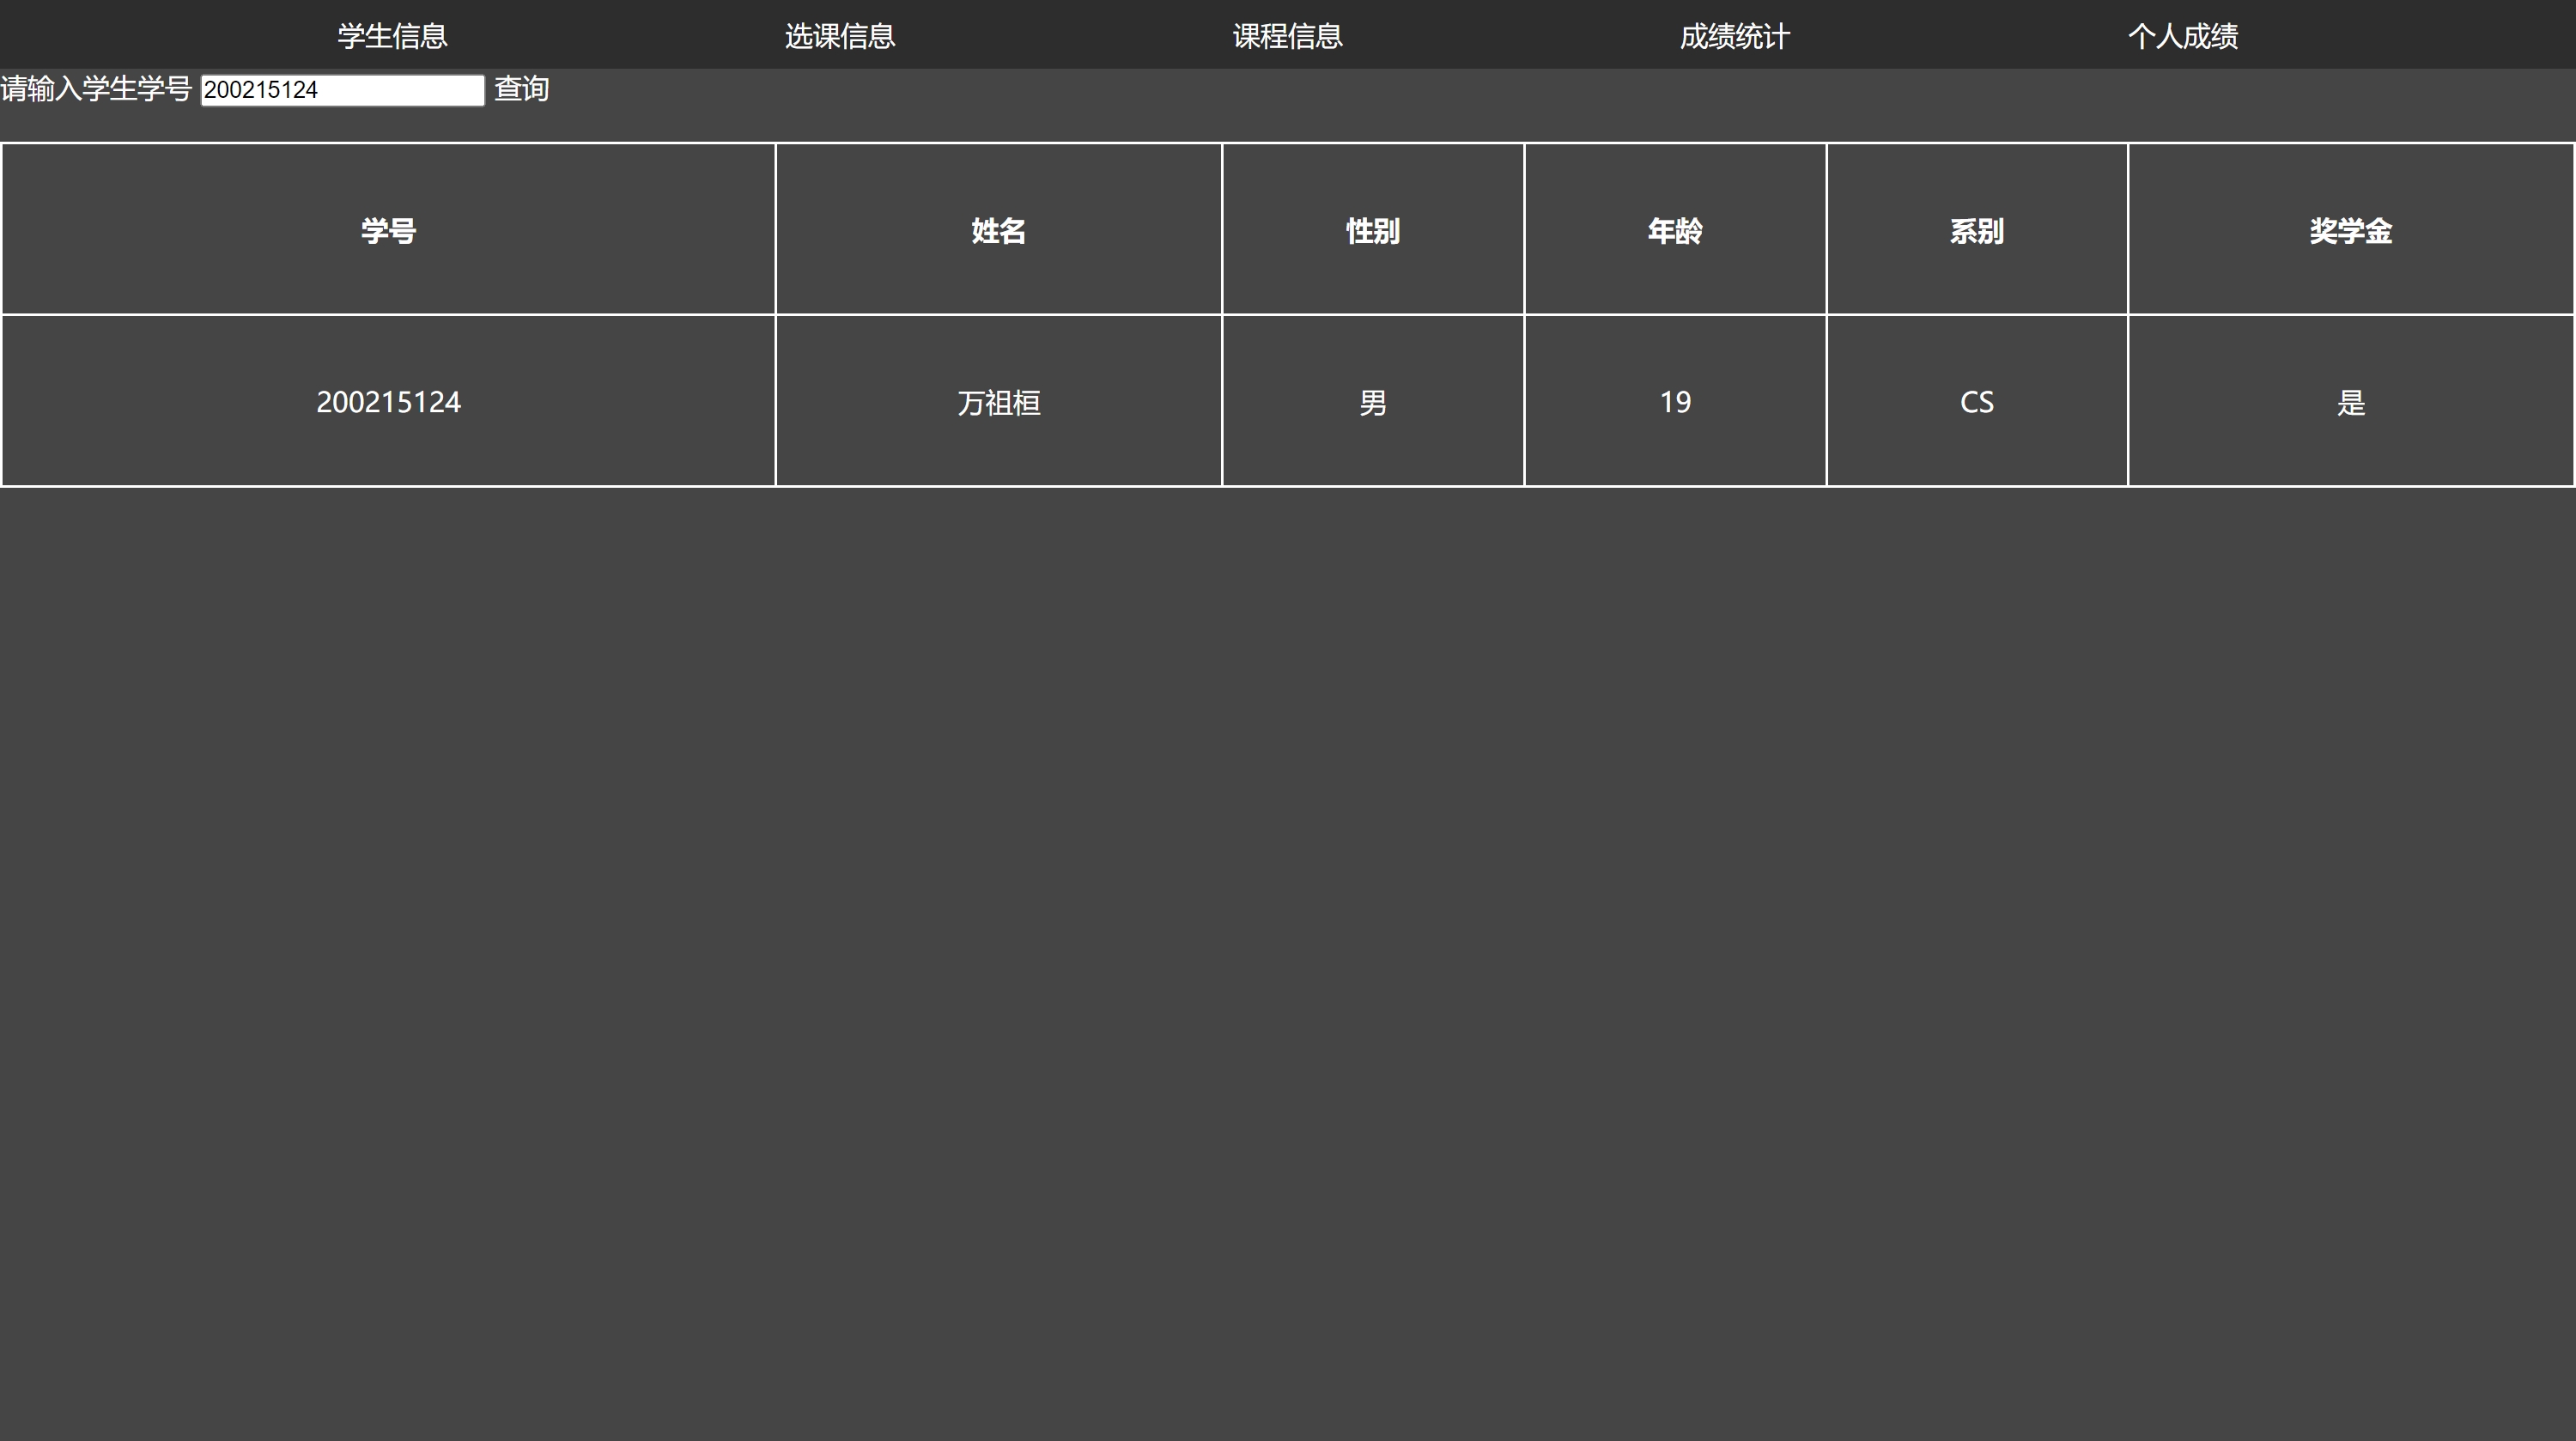 学生信息 选课信息 课程信息 成绩统计 个人成绩
请输入学生学号 200215124 查询
学号 姓名 性别 年龄 系别 奖学金
200215124 万祖桓 男 19 CS 是